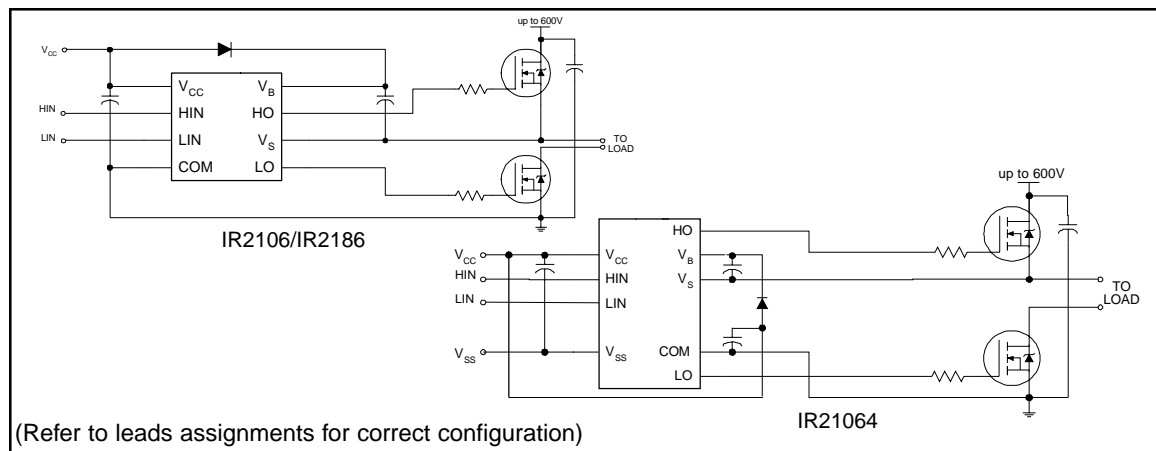 up to 600V
VCC
VCC
VB
HIN
HIN
HO
LIN
LIN
VS
TO
LOAD
COM
LO
IR2106/IR2186
up to 600V
HO
VCC
VCC
VB
HIN
HIN
VS
LIN
LIN
TO
LOAD
VSS
VSS
COM
LO
IR21064
(Refer to leads assignments for correct configuration)